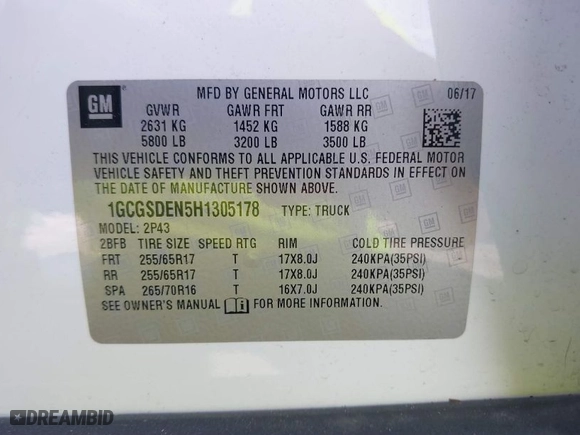 GM
MFD BY GENERAL MOTORS LLC 06/17
GVWR GAWR FRT GAWR RR
2631 KG 1452 KG 1588 KG
5800 LB 3200 LB 3500 LB
THIS VEHICLE CONFORMS TO ALL APPLICABLE U.S. FEDERAL MOTOR
VEHICLE SAFETY AND THEFT PREVENTION STANDARDS IN EFFECT ON
THE DATE OF MANUFACTURE SHOWN ABOVE.
1GCGSDEN5H1305178 TYPE: TRUCK
MODEL: 2P43
2BFB TIRE SIZE SPEED RTG RIM COLD TIRE PRESSURE
FRT 255/65R17 T 17X8.0J 240KPA(35PSI)
RR 255/65R17 T 17X8.0J 240KPA(35PSI)
SPA 265/70R16 T 16X7.0J 240KPA(35PSI)
SEE OWNER'S MANUAL i FOR MORE INFORMATION.
DREAMBID